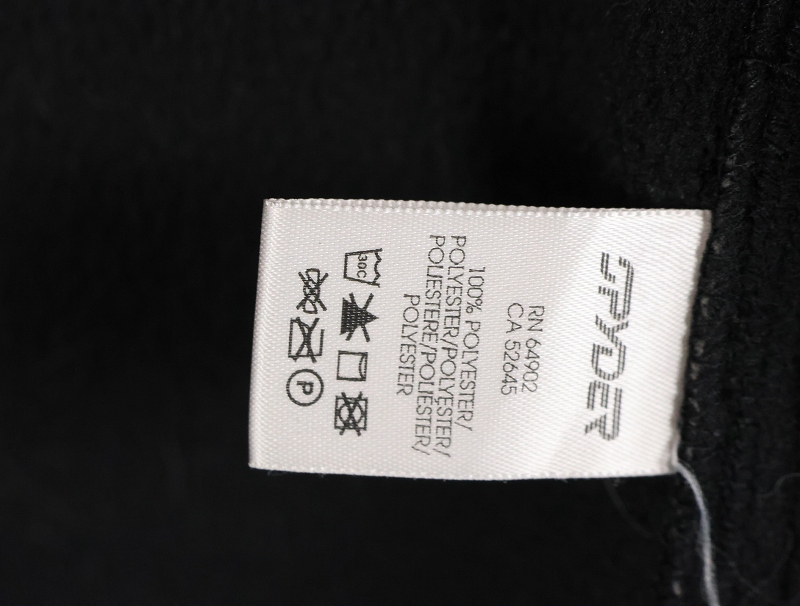 SPYDER
RN 64902
CA 52645
100% POLYESTER/
POLYESTER/POLYESTER/
POLIESTERE/POLIESTER/
POLYESTER
30C
P